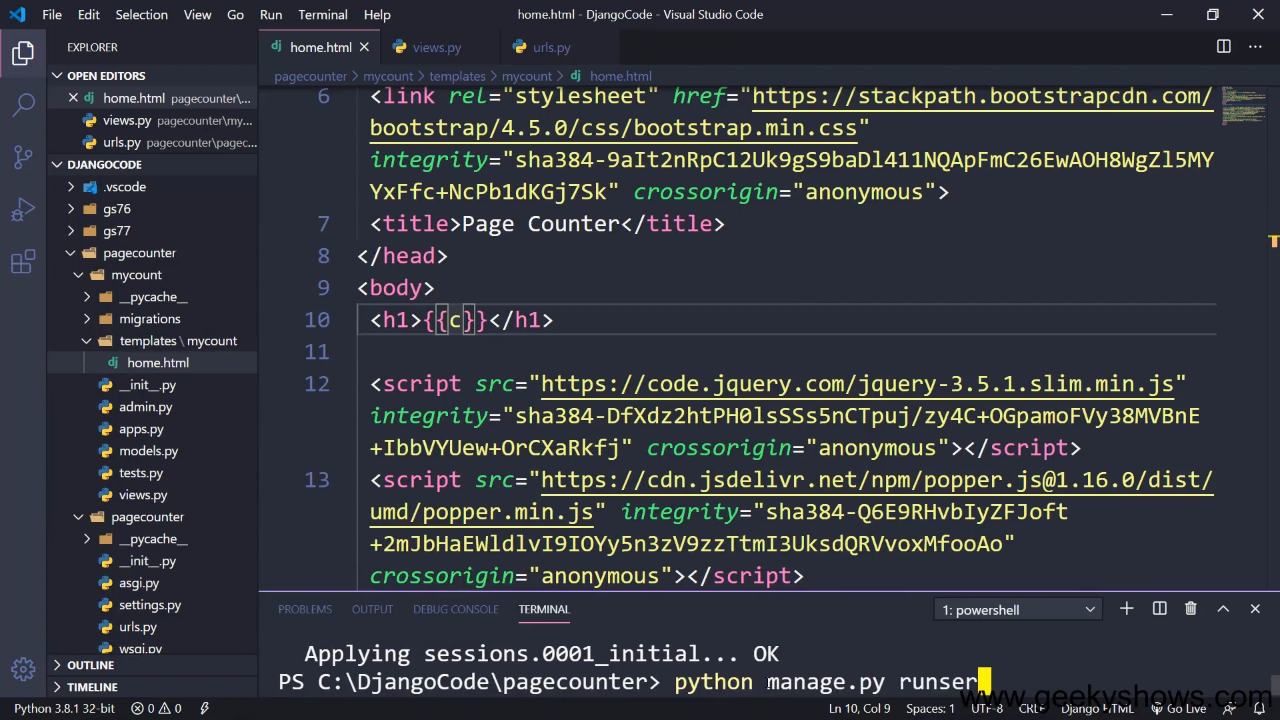 File Edit Selection View Go Run Terminal Help home.html - DjangoCode - Visual Studio Code
EXPLORER
OPEN EDITORS
home.html pagecounter\...
views.py pagecounter\my...
urls.py pagecounter\pagec...
DJANGOCODE
.vscode
gs76
gs77
pagecounter
mycount
__pycache__
migrations
templates \ mycount
home.html
__init__.py
admin.py
apps.py
models.py
tests.py
views.py
pagecounter
__pycache__
__init__.py
asgi.py
settings.py
urls.py
wsgi.py
OUTLINE
TIMELINE
home.html views.py urls.py
pagecounter > mycount > templates > mycount > home.html
6 <link rel="stylesheet" href="https://stackpath.bootstrapcdn.com/
bootstrap/4.5.0/css/bootstrap.min.css"
integrity="sha384-9aIt2nRpC12Uk9gS9baDl411NQApFmC26EwAOH8WgZl5MY
YxFfc+NcPb1dKGj7Sk" crossorigin="anonymous">
7 <title>Page Counter</title>
8 </head>
9 <body>
10 <h1>{{c}}</h1>
11
12 <script src="https://code.jquery.com/jquery-3.5.1.slim.min.js"
integrity="sha384-DfXdz2htPH0lsSSs5nCTpuj/zy4C+OGpamoFVy38MVBnE
+IbbVYUew+OrCXaRkfj" crossorigin="anonymous"></script>
13 <script src="https://cdn.jsdelivr.net/npm/popper.js@1.16.0/dist/
umd/popper.min.js" integrity="sha384-Q6E9RHvbIyZFJoft
+2mJbHaEWldlvI9IOYy5n3zV9zzTtmI3UksdQRVvoxMfooAo"
crossorigin="anonymous"></script>
PROBLEMS OUTPUT DEBUG CONSOLE TERMINAL 1: powershell
Applying sessions.0001_initial... OK
PS C:\DjangoCode\pagecounter> python manage.py runser
www.geekyshows.com
Python 3.8.1 32-bit 0 0 Ln 10, Col 9 Spaces: 1 UTF-8 CRLF Django HTML Go Live